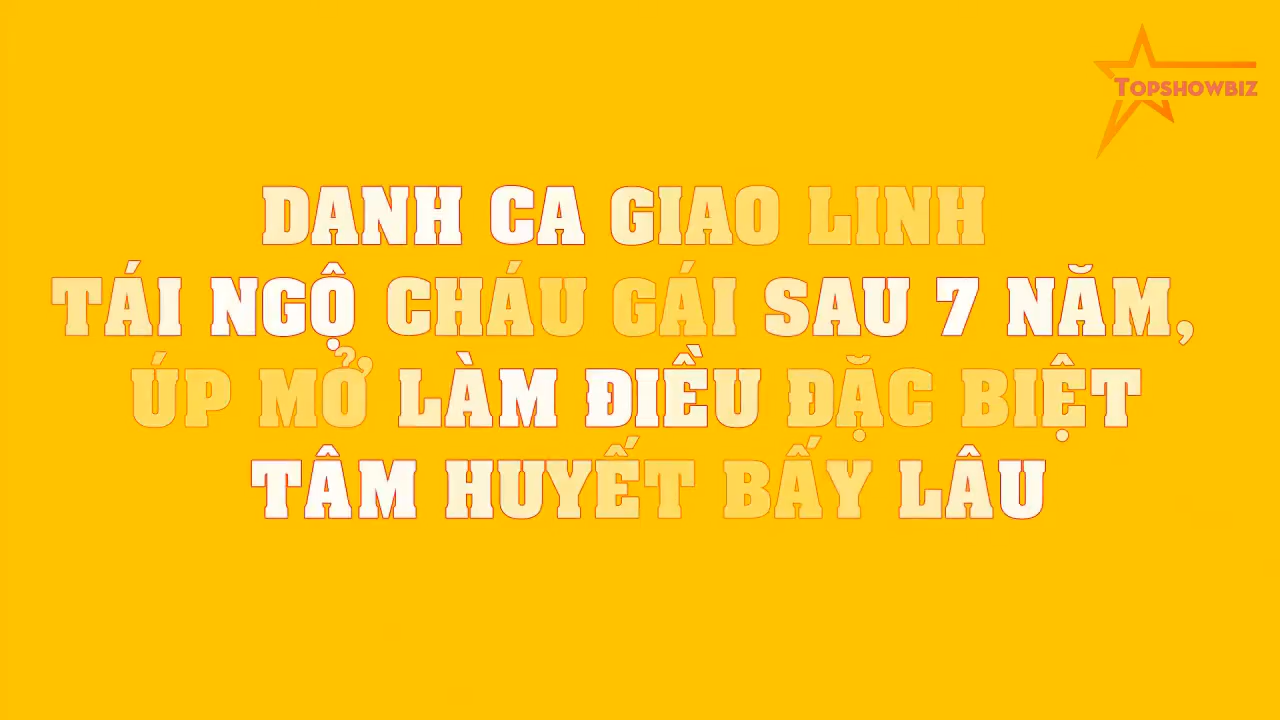 TOPSHOWBIZ
DANH CA GIAO LINH
TÁI NGỘ CHÁU GÁI SAU 7 NĂM,
ÚP MỞ LÀM ĐIỀU ĐẶC BIỆT
TÂM HUYẾT BẤY LÂU